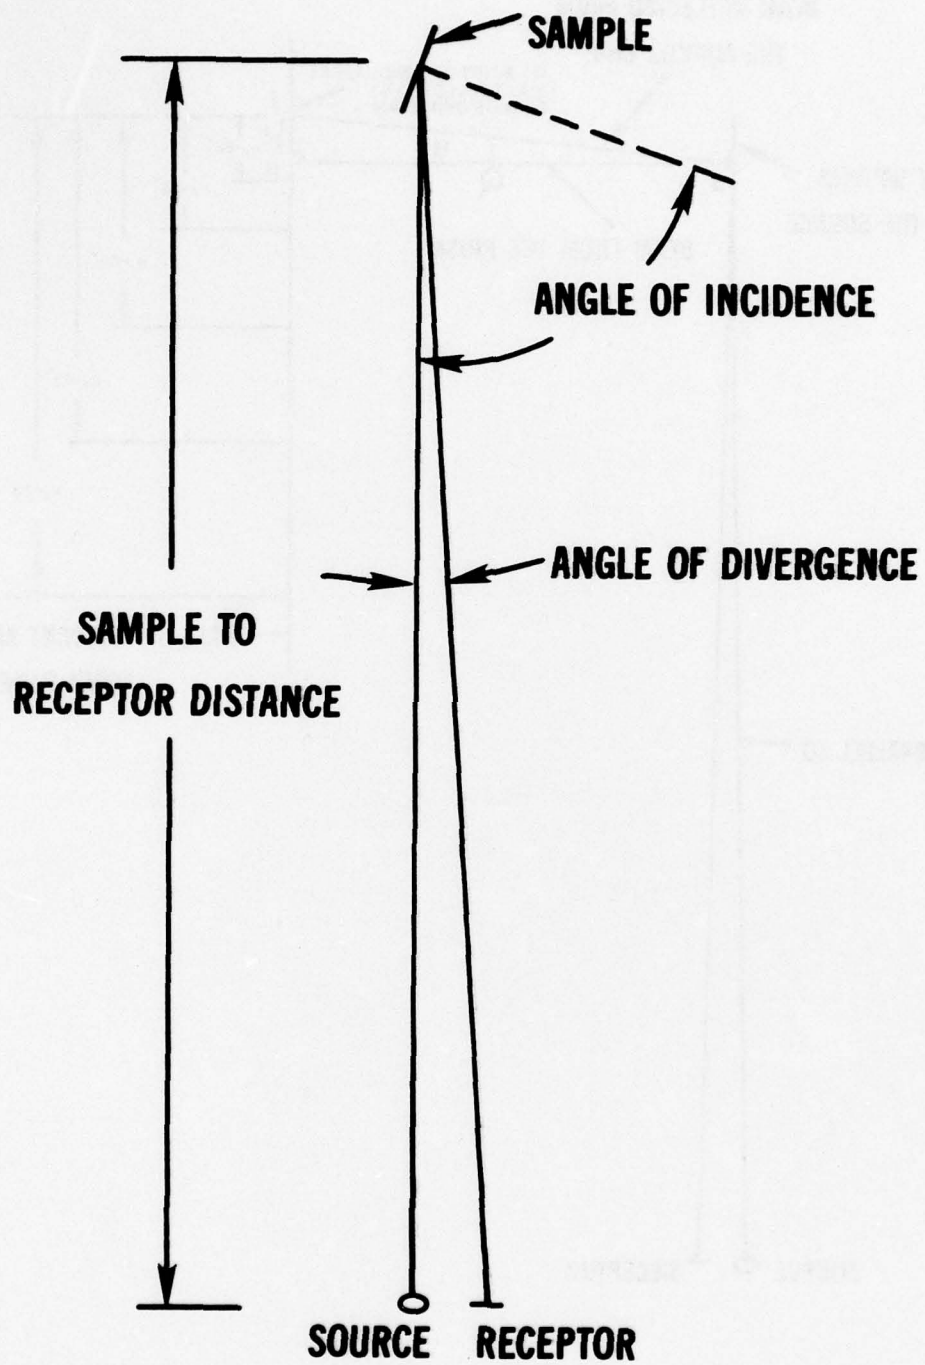 SAMPLE
ANGLE OF INCIDENCE
ANGLE OF DIVERGENCE
SAMPLE TO
RECEPTOR DISTANCE
SOURCE RECEPTOR